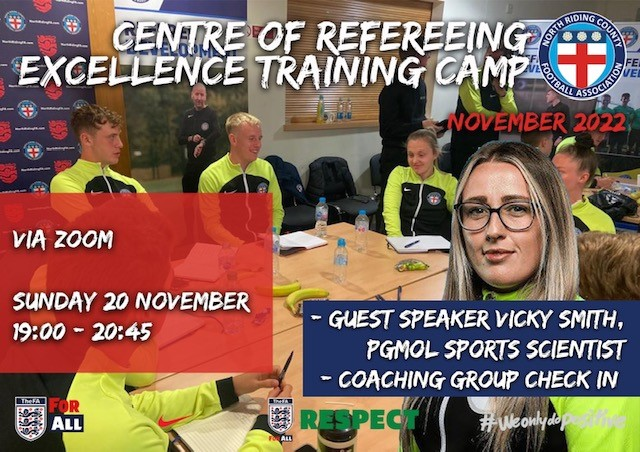 CENTRE OF REFEREEING
EXCELLENCE TRAINING CAMP
NORTH RIDING COUNTY
FOOTBALL ASSOCIATION
NOVEMBER 2022
VIA ZOOM
SUNDAY 20 NOVEMBER
19:00 - 20:45
- GUEST SPEAKER VICKY SMITH,
PGMOL SPORTS SCIENTIST
- COACHING GROUP CHECK IN
TheFA
FOR
ALL
TheFA
FOR ALL
RESPECT
#Weonlydopositive